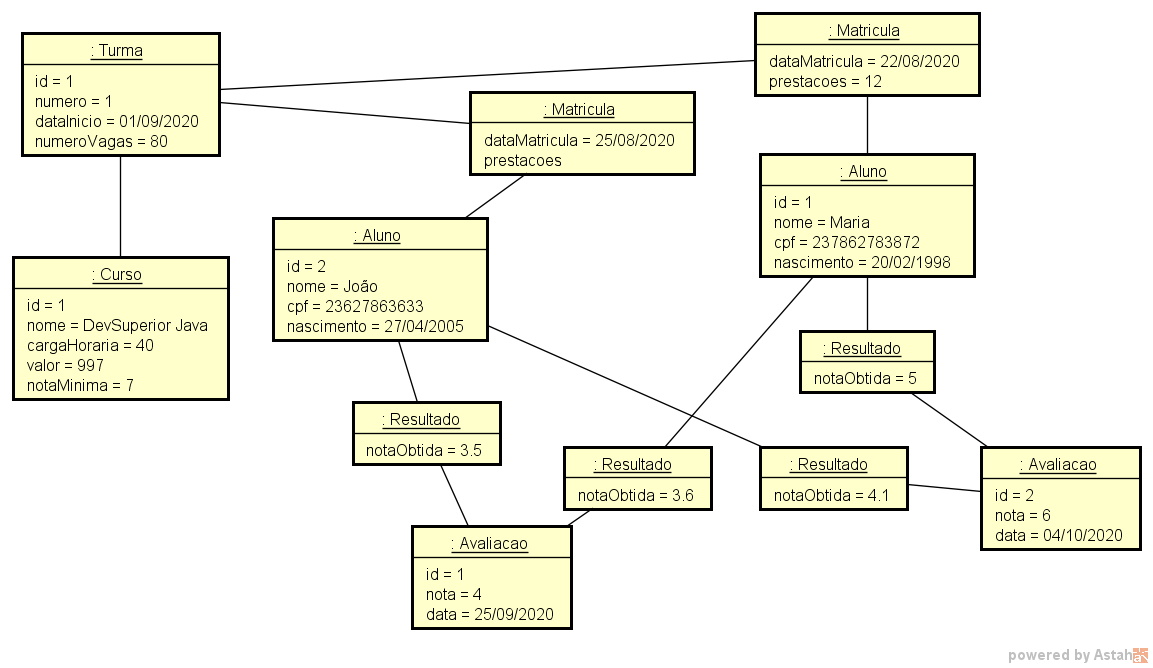 : Turma
id = 1
numero = 1
dataInicio = 01/09/2020
numeroVagas = 80
: Matricula
dataMatricula = 22/08/2020
prestacoes = 12
: Matricula
dataMatricula = 25/08/2020
prestacoes
: Aluno
id = 1
nome = Maria
cpf = 237862783872
nascimento = 20/02/1998
: Aluno
id = 2
nome = João
cpf = 23627863633
nascimento = 27/04/2005
: Curso
id = 1
nome = DevSuperior Java
cargaHoraria = 40
valor = 997
notaMinima = 7
: Resultado
notaObtida = 5
: Resultado
notaObtida = 3.5
: Resultado
notaObtida = 3.6
: Resultado
notaObtida = 4.1
: Avaliacao
id = 2
nota = 6
data = 04/10/2020
: Avaliacao
id = 1
nota = 4
data = 25/09/2020
powered by Astah